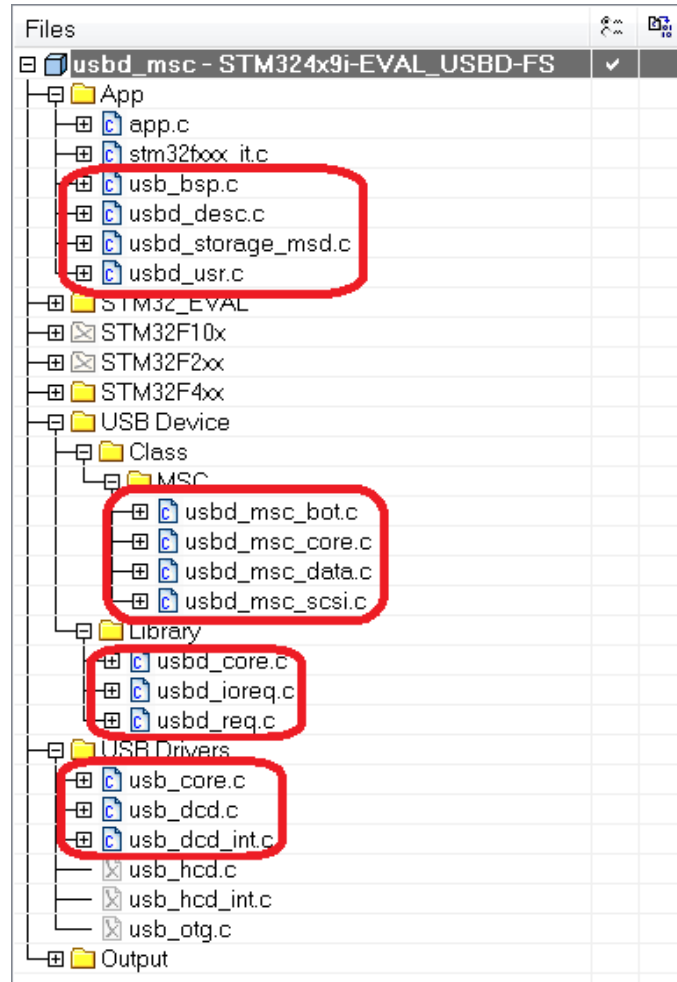 Files
usbd_msc - STM324x9i-EVAL_USBD-FS
App
app.c
stm32fxxx_it.c
usb_bsp.c
usbd_desc.c
usbd_storage_msd.c
usbd_usr.c
STM32_EVAL
STM32F10x
STM32F2xx
STM32F4xx
USB Device
Class
MSC
usbd_msc_bot.c
usbd_msc_core.c
usbd_msc_data.c
usbd_msc_scsi.c
Library
usbd_core.c
usbd_ioreq.c
usbd_req.c
USB Drivers
usb_core.c
usb_dcd.c
usb_dcd_int.c
usb_hcd.c
usb_hcd_int.c
usb_otg.c
Output